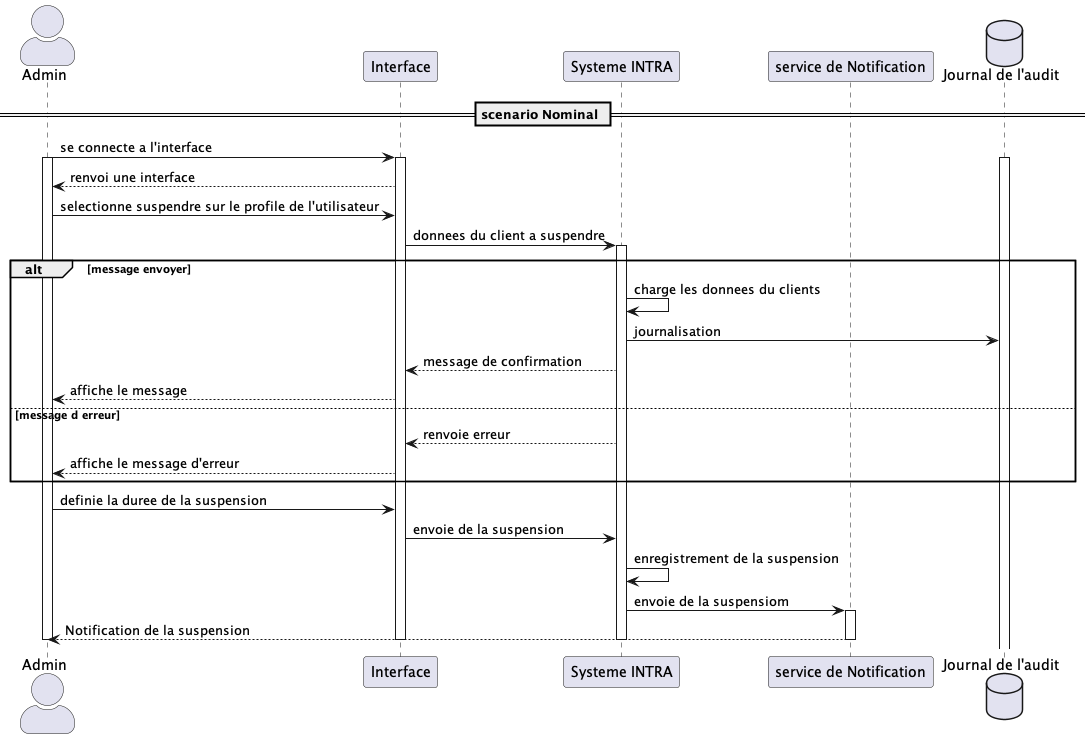 Admin
Interface
Systeme INTRA
service de Notification
Journal de l'audit
scenario Nominal
se connecte a l'interface
renvoi une interface
selectionne suspendre sur le profile de l'utilisateur
donnees du client a suspendre
alt [message envoyer]
charge les donnees du clients
journalisation
message de confirmation
affiche le message
[message d erreur]
renvoie erreur
affiche le message d'erreur
definie la duree de la suspension
envoie de la suspension
enregistrement de la suspension
envoie de la suspensiom
Notification de la suspension
Admin
Interface
Systeme INTRA
service de Notification
Journal de l'audit